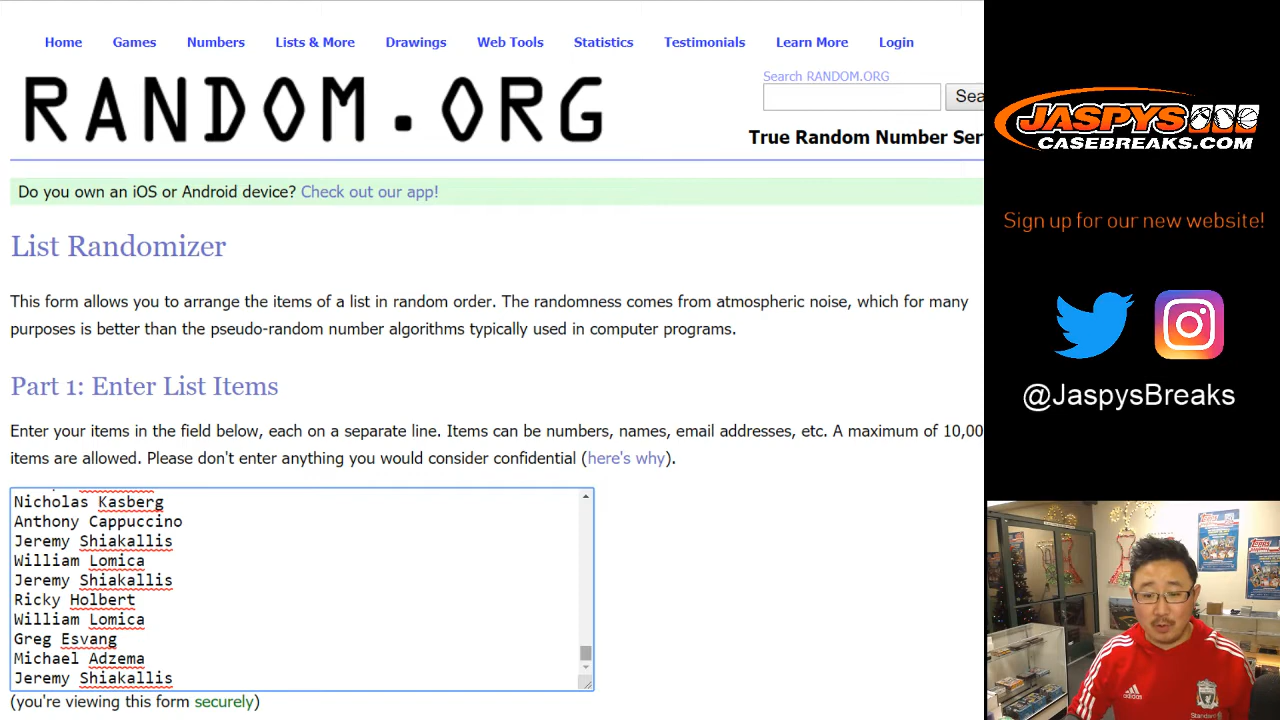 Home Games Numbers Lists & More Drawings Web Tools Statistics Testimonials Learn More Login
RANDOM.ORG
Search RANDOM.ORG
Sea
True Random Number Ser
Do you own an iOS or Android device? Check out our app!
List Randomizer
This form allows you to arrange the items of a list in random order. The randomness comes from atmospheric noise, which for many
purposes is better than the pseudo-random number algorithms typically used in computer programs.
Part 1: Enter List Items
Enter your items in the field below, each on a separate line. Items can be numbers, names, email addresses, etc. A maximum of 10,00
items are allowed. Please don't enter anything you would consider confidential (here's why).
Nicholas Kasberg
Anthony Cappuccino
Jeremy Shiakallis
William Lomica
Jeremy Shiakallis
Ricky Holbert
William Lomica
Greg Esvang
Michael Adzema
Jeremy Shiakallis
(you're viewing this form securely)
JASPYS
CASEBREAKS.COM
Sign up for our new website!
@JaspysBreaks
Topps
Standard